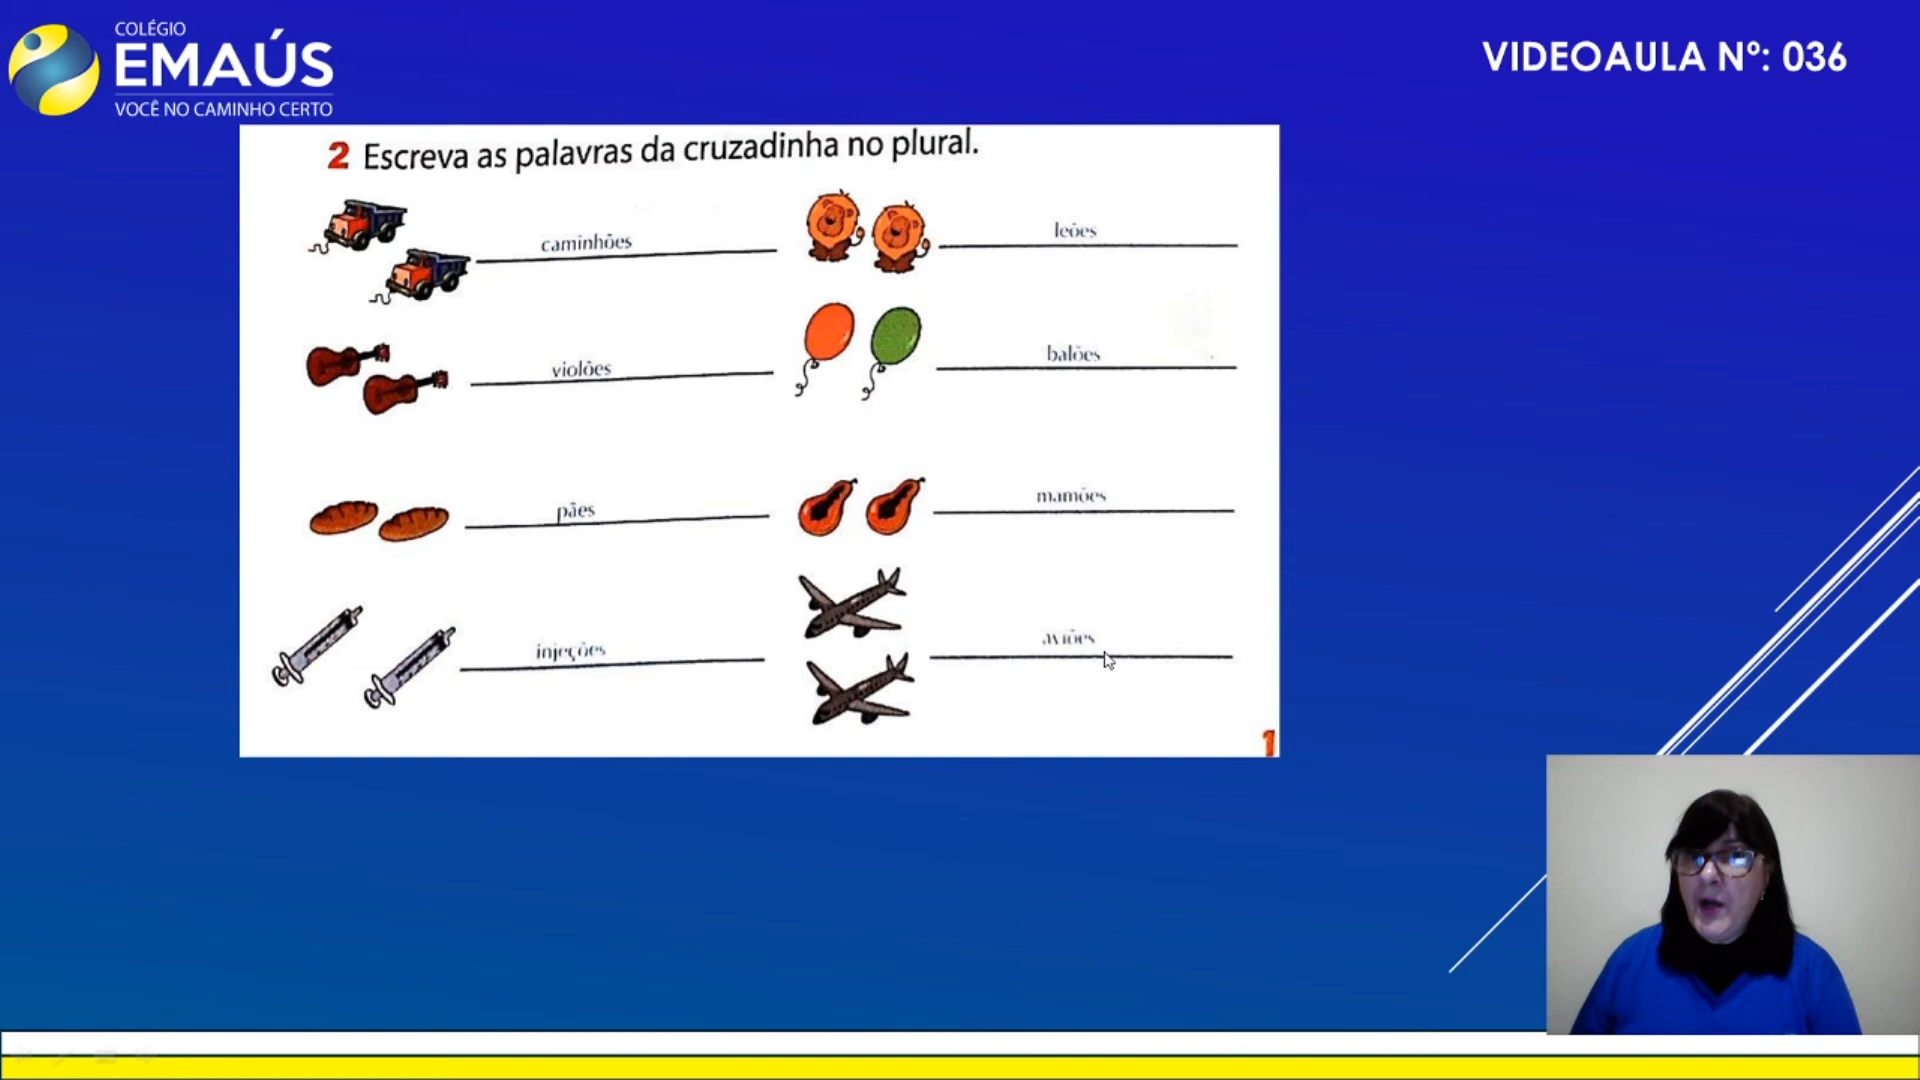 COLÉGIO
EMAÚS
VOCÊ NO CAMINHO CERTO
VIDEOAULA Nº: 036
2 Escreva as palavras da cruzadinha no plural.
caminhões
leões
violões
balões
pães
mamões
injeções
aviões
1